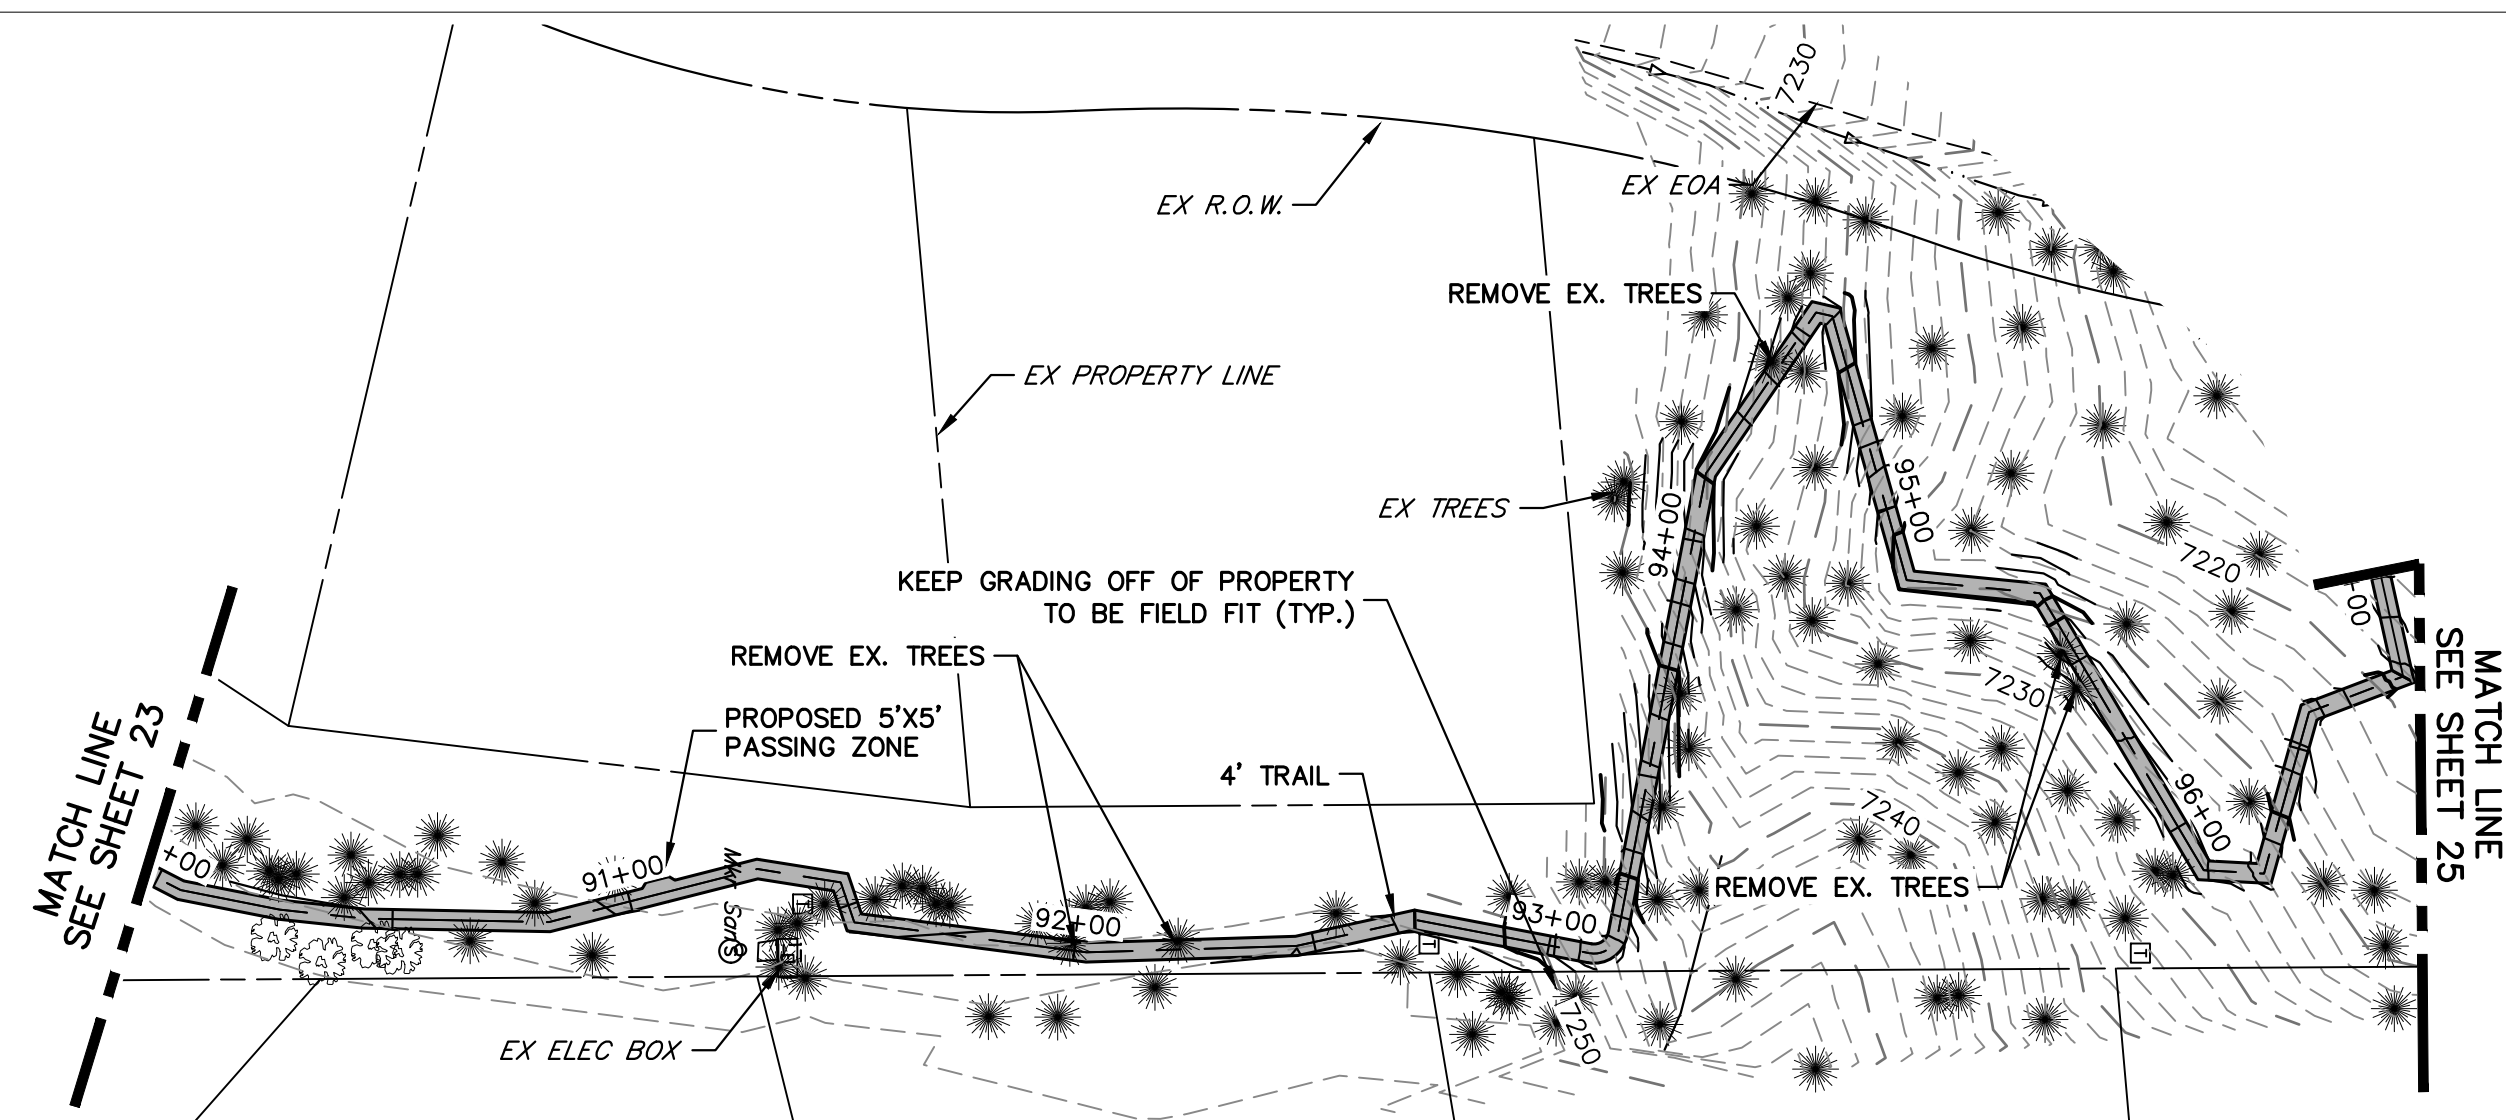 7230
EX R.O.W.
EX EOA
REMOVE EX. TREES
EX PROPERTY LINE
EX TREES
94+00
95+00
KEEP GRADING OFF OF PROPERTY
TO BE FIELD FIT (TYP.)
7220
+00
REMOVE EX. TREES
7230
PROPOSED 5'X5'
PASSING ZONE
4' TRAIL
MATCH LINE
SEE SHEET 23
MATCH LINE
SEE SHEET 25
7240
96+00
+00
91+00
92+00
93+00
REMOVE EX. TREES
T
T
T
S
7250
EX ELEC BOX